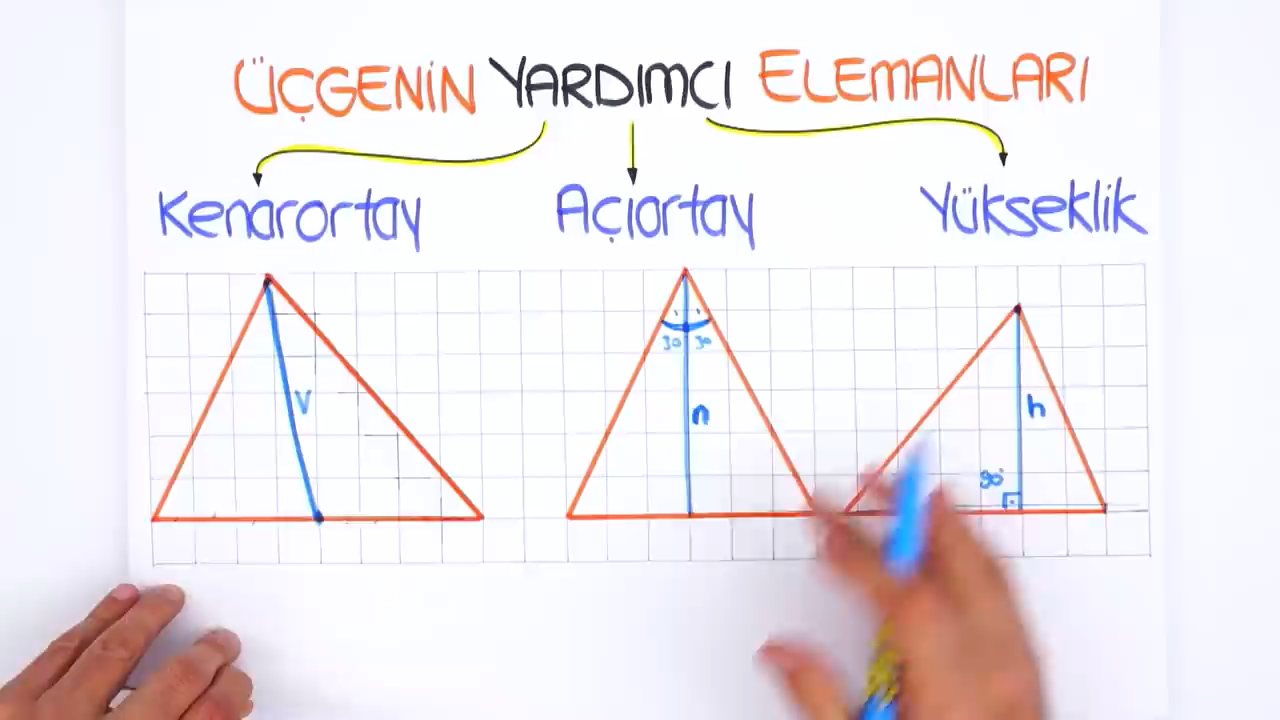 ÜÇGENİN YARDIMCI ELEMANLARI
Kenarortay Açıortay Yükseklik
V
30 30
n
h
90°